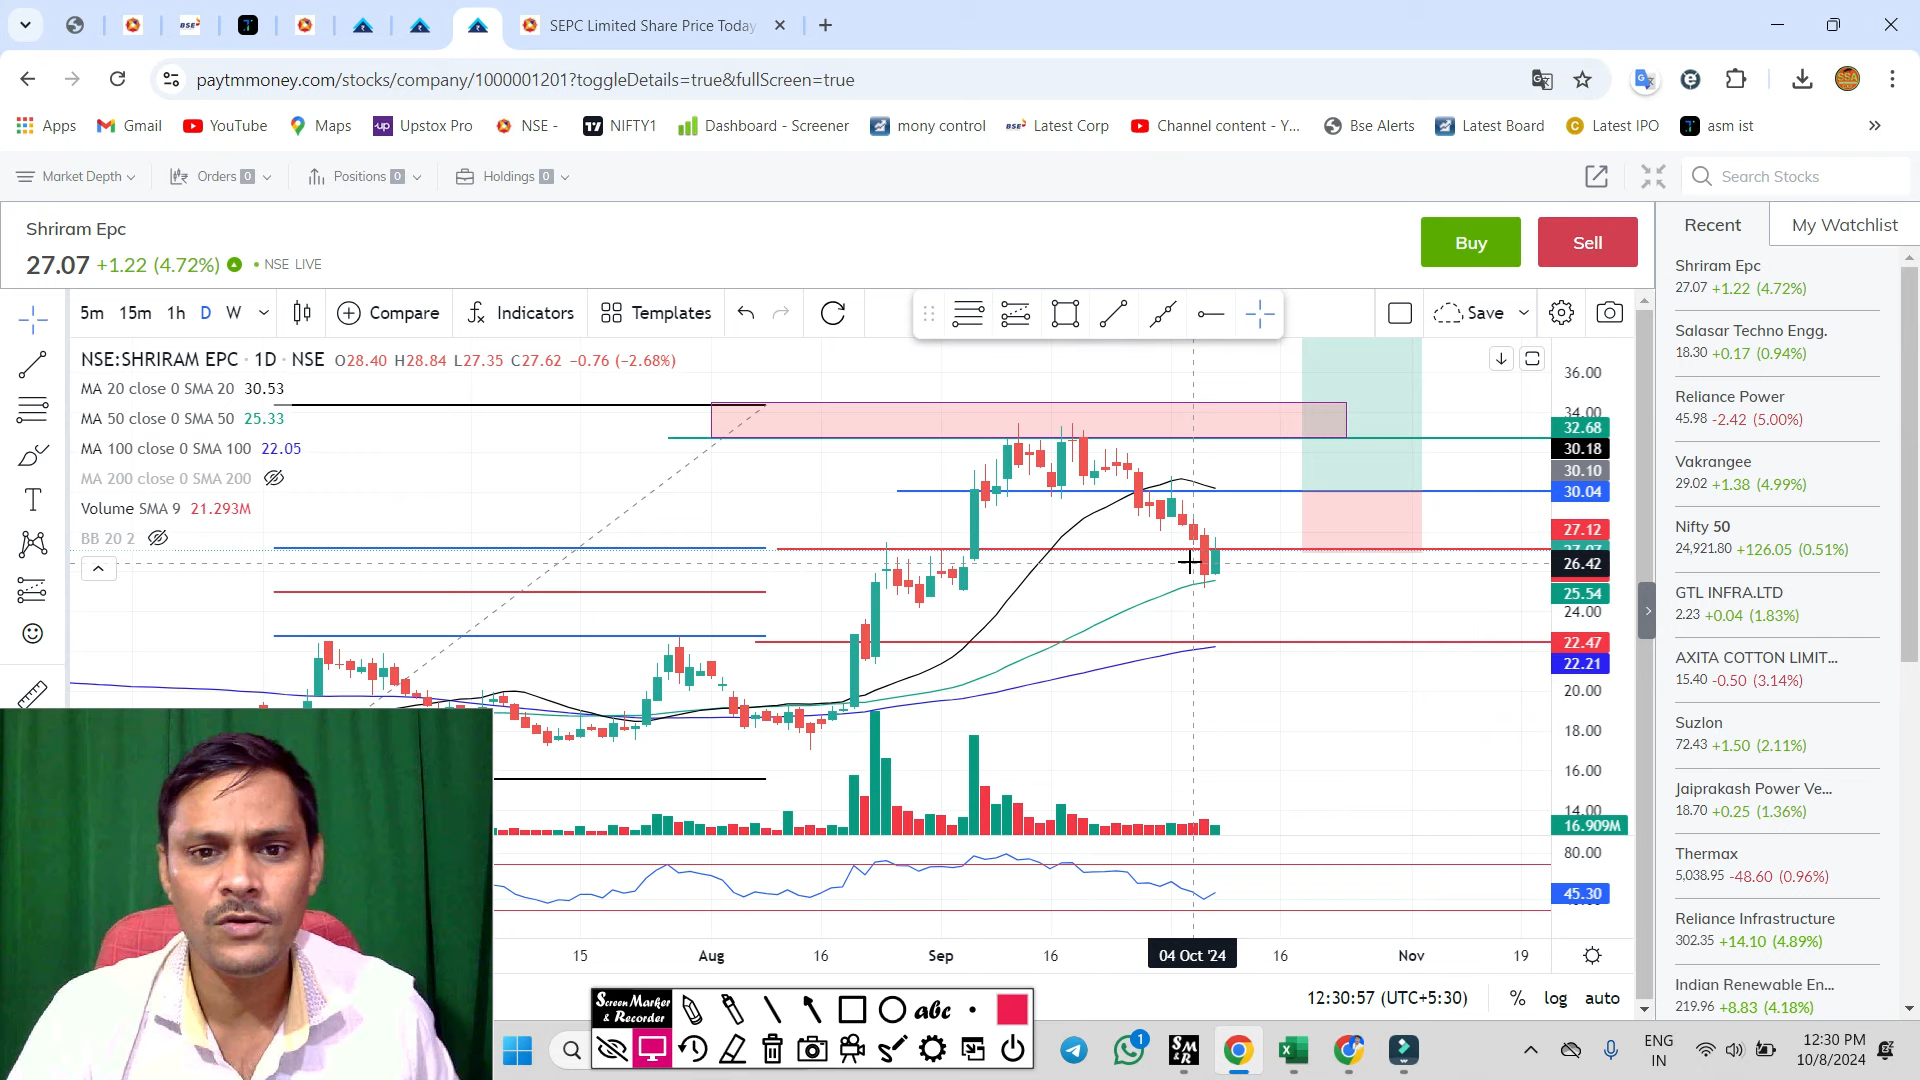 SEPC Limited Share Price Today
paytmmoney.com/stocks/company/1000001201?toggleDetails=true&fullScreen=true
Apps
Gmail
YouTube
Maps
up Upstox Pro
NSE -
NIFTY1
Dashboard - Screener
mony control
BSE Latest Corp
Channel content - Y...
Bse Alerts
Latest Board
Latest IPO
asm ist
Market Depth
Orders 0
Positions 0
Holdings 0
Search Stocks
Shriram Epc
27.07 +1.22 (4.72%) • NSE LIVE
Buy
Sell
Recent
My Watchlist
5m 15m 1h D W
Compare
Indicators
Templates
Save
NSE:SHRIRAM EPC · 1D · NSE O28.40 H28.84 L27.35 C27.62 −0.76 (−2.68%)
MA 20 close 0 SMA 20 30.53
MA 50 close 0 SMA 50 25.33
MA 100 close 0 SMA 100 22.05
MA 200 close 0 SMA 200
Volume SMA 9 21.293M
BB 20 2
36.00
34.00
32.68
30.18
30.10
30.04
27.12
26.42
25.54
24.00
22.47
22.21
20.00
18.00
16.00
14.00
16.909M
80.00
45.30
15
Aug
16
Sep
16
04 Oct '24
16
Nov
19
12:30:57 (UTC+5:30)
% log auto
Shriram Epc
27.07 +1.22 (4.72%)
Salasar Techno Engg.
18.30 +0.17 (0.94%)
Reliance Power
45.98 -2.42 (5.00%)
Vakrangee
29.02 +1.38 (4.99%)
Nifty 50
24,921.80 +126.05 (0.51%)
GTL INFRA.LTD
2.23 +0.04 (1.83%)
AXITA COTTON LIMIT...
15.40 -0.50 (3.14%)
Suzlon
72.43 +1.50 (2.11%)
Jaiprakash Power Ve...
18.70 +0.25 (1.36%)
Thermax
5,038.95 -48.60 (0.96%)
Reliance Infrastructure
302.35 +14.10 (4.89%)
Indian Renewable En...
219.96 +8.83 (4.18%)
Screen Marker
& Recorder
abc
1
SM
&R
ENG
IN
12:30 PM
10/8/2024